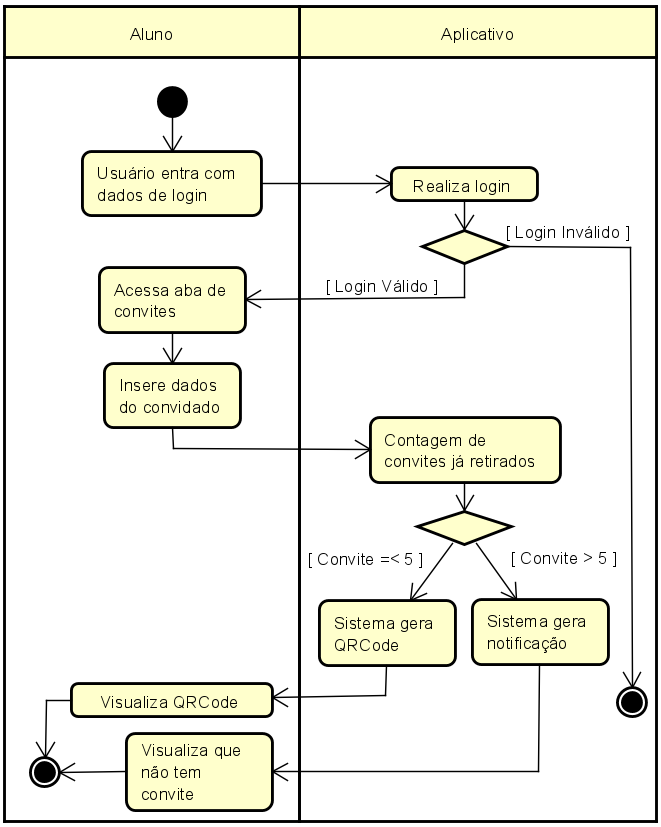 Aluno
Aplicativo
Usuário entra com
dados de login
Realiza login
[ Login Inválido ]
[ Login Válido ]
Acessa aba de
convites
Insere dados
do convidado
Contagem de
convites já retirados
[ Convite =< 5 ]
[ Convite > 5 ]
Sistema gera
QRCode
Sistema gera
notificação
Visualiza QRCode
Visualiza que
não tem
convite